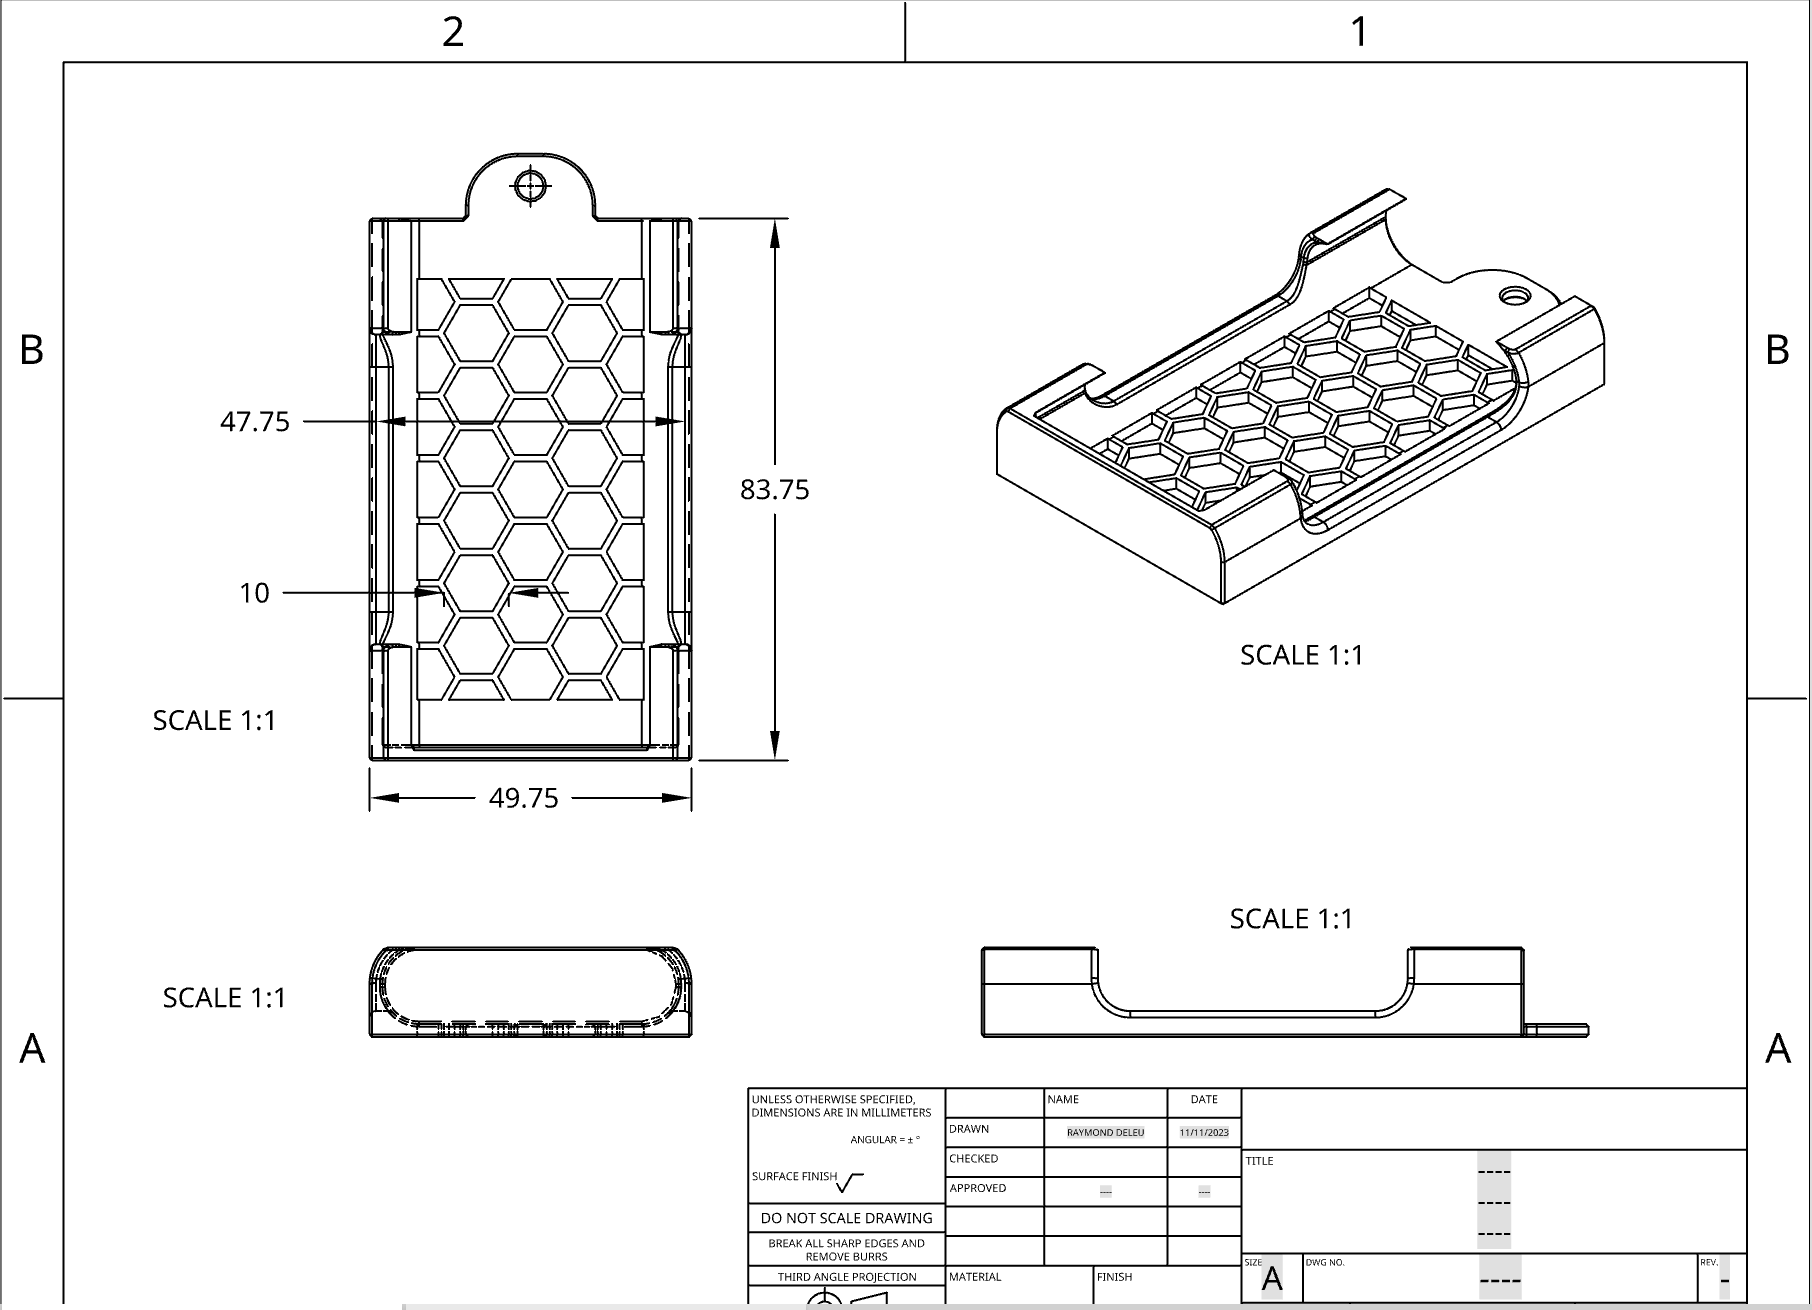 2
1
B
B
47.75
83.75
10
SCALE 1:1
SCALE 1:1
49.75
SCALE 1:1
SCALE 1:1
A
A
UNLESS OTHERWISE SPECIFIED,
DIMENSIONS ARE IN MILLIMETERS
ANGULAR = ± °
SURFACE FINISH
DO NOT SCALE DRAWING
BREAK ALL SHARP EDGES AND
REMOVE BURRS
THIRD ANGLE PROJECTION
NAME
DATE
DRAWN
RAYMOND DELEU
11/11/2023
CHECKED
APPROVED
----
----
MATERIAL
FINISH
TITLE
----
----
----
SIZE
A
DWG NO.
----
REV.
-